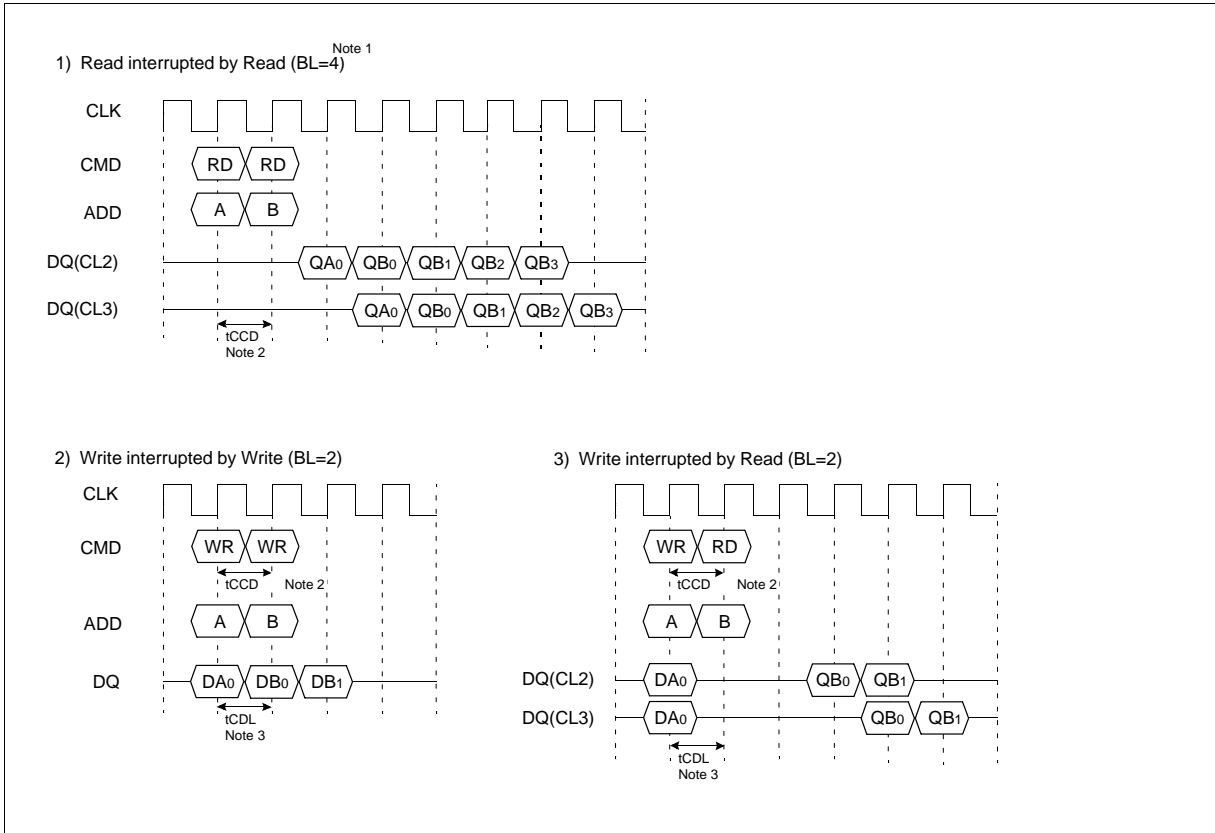 1) Read interrupted by Read (BL=4) Note 1
CLK
CMD RD RD
ADD A B
DQ(CL2) QA0 QB0 QB1 QB2 QB3
DQ(CL3) QA0 QB0 QB1 QB2 QB3
tCCD
Note 2
2) Write interrupted by Write (BL=2)
CLK
CMD WR WR
tCCD Note 2
ADD A B
DQ DA0 DB0 DB1
tCDL
Note 3
3) Write interrupted by Read (BL=2)
WR RD
tCCD Note 2
A B
DQ(CL2) DA0 QB0 QB1
DQ(CL3) DA0 QB0 QB1
tCDL
Note 3